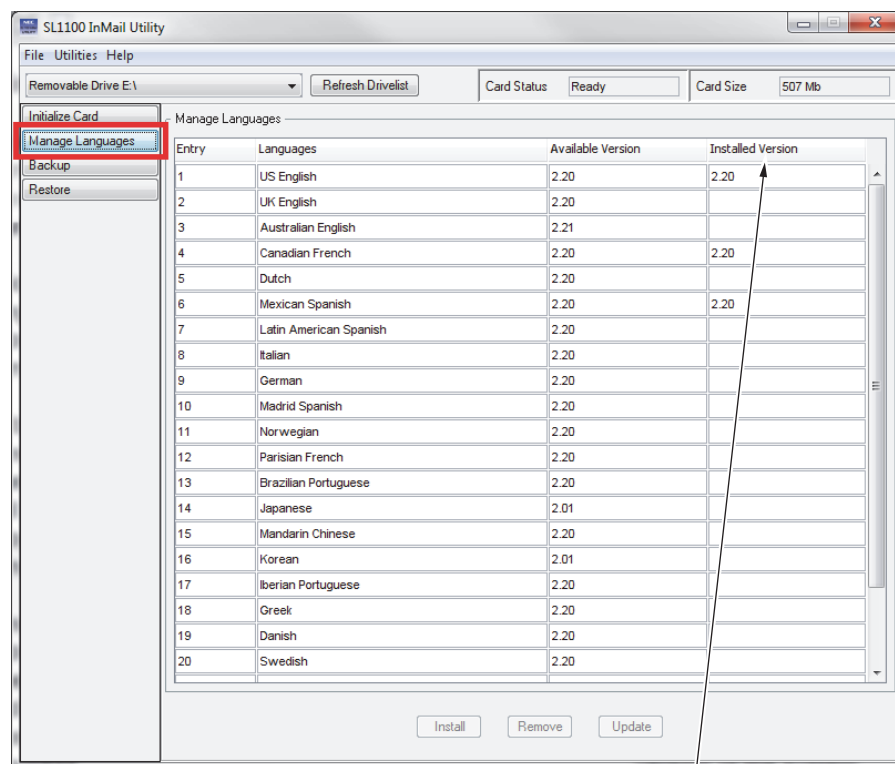 SL1100 InMail Utility
File Utilities Help
Removable Drive E:\ Refresh Drivelist Card Status Ready Card Size 507 Mb
Initialize Card
Manage Languages
Backup
Restore
Manage Languages
Entry Languages Available Version Installed Version
1 US English 2.20 2.20
2 UK English 2.20
3 Australian English 2.21
4 Canadian French 2.20 2.20
5 Dutch 2.20
6 Mexican Spanish 2.20 2.20
7 Latin American Spanish 2.20
8 Italian 2.20
9 German 2.20
10 Madrid Spanish 2.20
11 Norwegian 2.20
12 Parisian French 2.20
13 Brazilian Portuguese 2.20
14 Japanese 2.01
15 Mandarin Chinese 2.20
16 Korean 2.01
17 Iberian Portuguese 2.20
18 Greek 2.20
19 Danish 2.20
20 Swedish 2.20
Install Remove Update